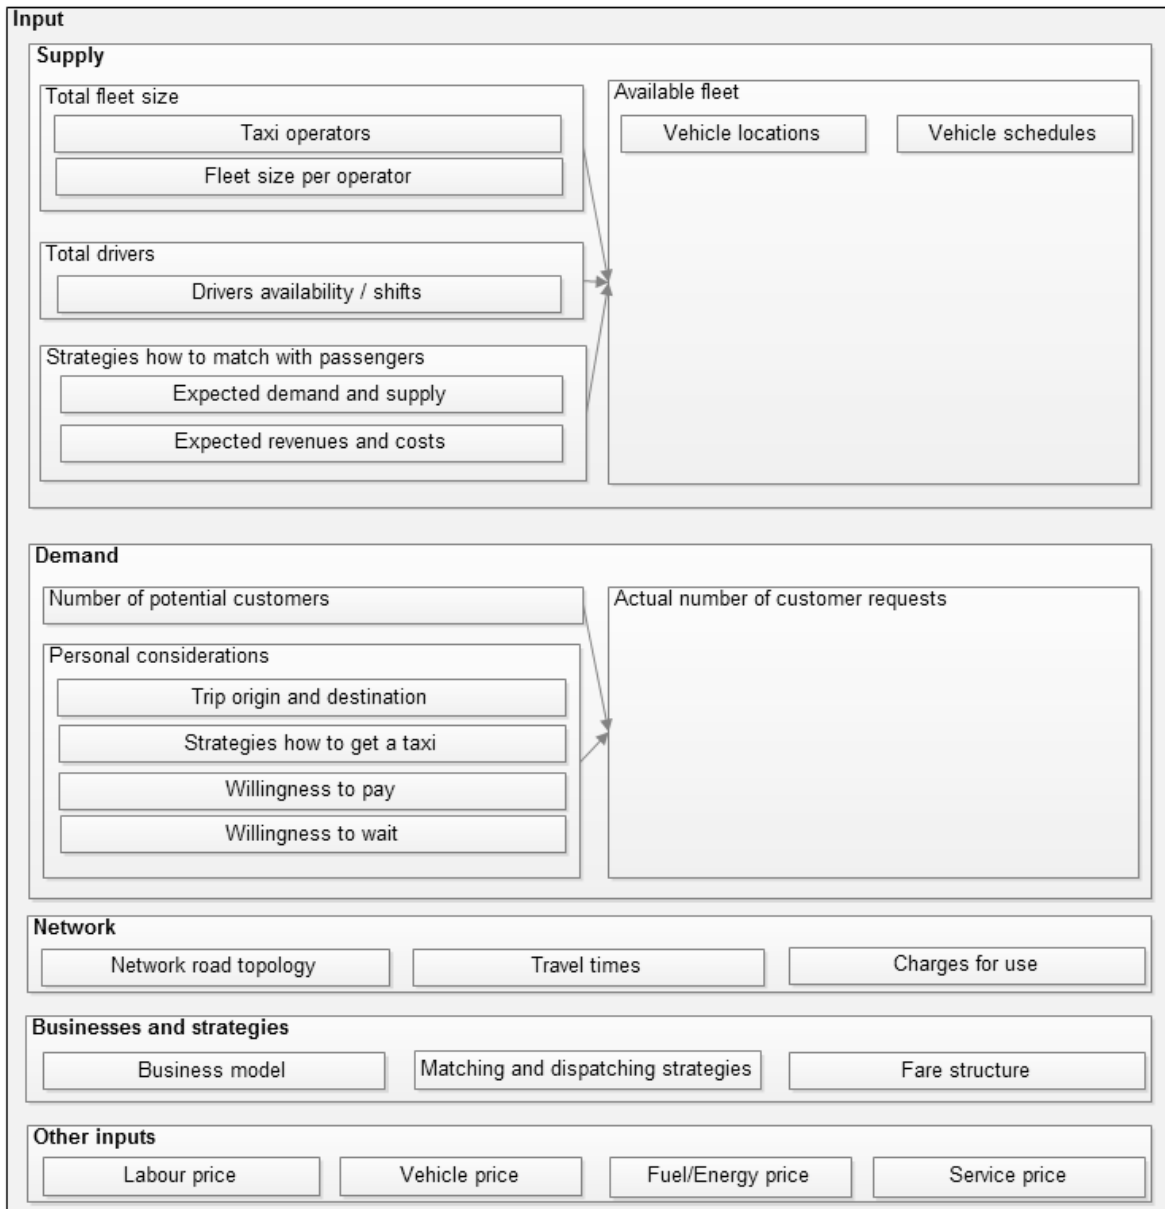 Input
Supply
Total fleet size
Taxi operators
Fleet size per operator
Total drivers
Drivers availability / shifts
Strategies how to match with passengers
Expected demand and supply
Expected revenues and costs
Available fleet
Vehicle locations
Vehicle schedules
Demand
Number of potential customers
Personal considerations
Trip origin and destination
Strategies how to get a taxi
Willingness to pay
Willingness to wait
Actual number of customer requests
Network
Network road topology
Travel times
Charges for use
Businesses and strategies
Business model
Matching and dispatching strategies
Fare structure
Other inputs
Labour price
Vehicle price
Fuel/Energy price
Service price